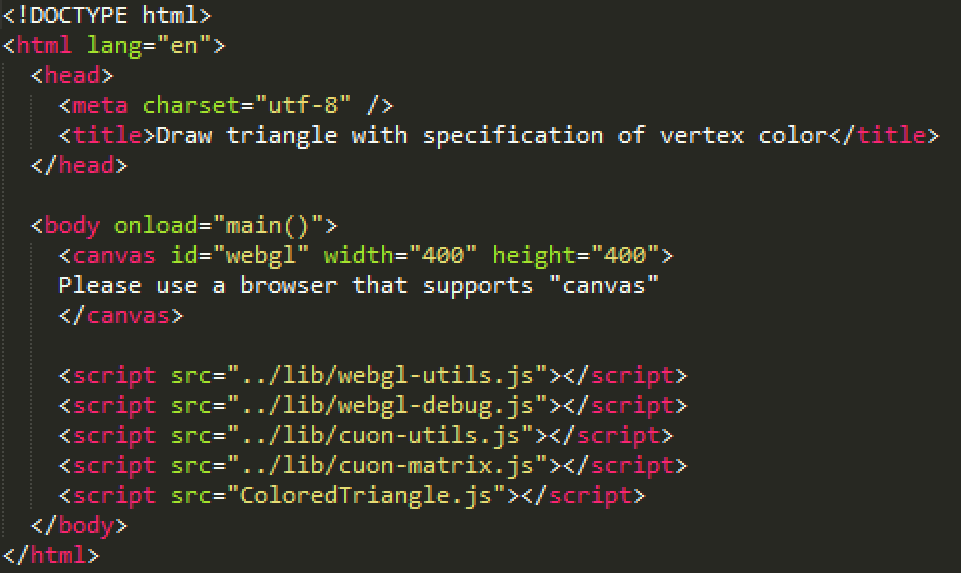 <!DOCTYPE html>
<html lang="en">
  <head>
    <meta charset="utf-8" />
    <title>Draw triangle with specification of vertex color</title>
  </head>

  <body onload="main()">
    <canvas id="webgl" width="400" height="400">
    Please use a browser that supports "canvas"
    </canvas>

    <script src="../lib/webgl-utils.js"></script>
    <script src="../lib/webgl-debug.js"></script>
    <script src="../lib/cuon-utils.js"></script>
    <script src="../lib/cuon-matrix.js"></script>
    <script src="ColoredTriangle.js"></script>
  </body>
</html>